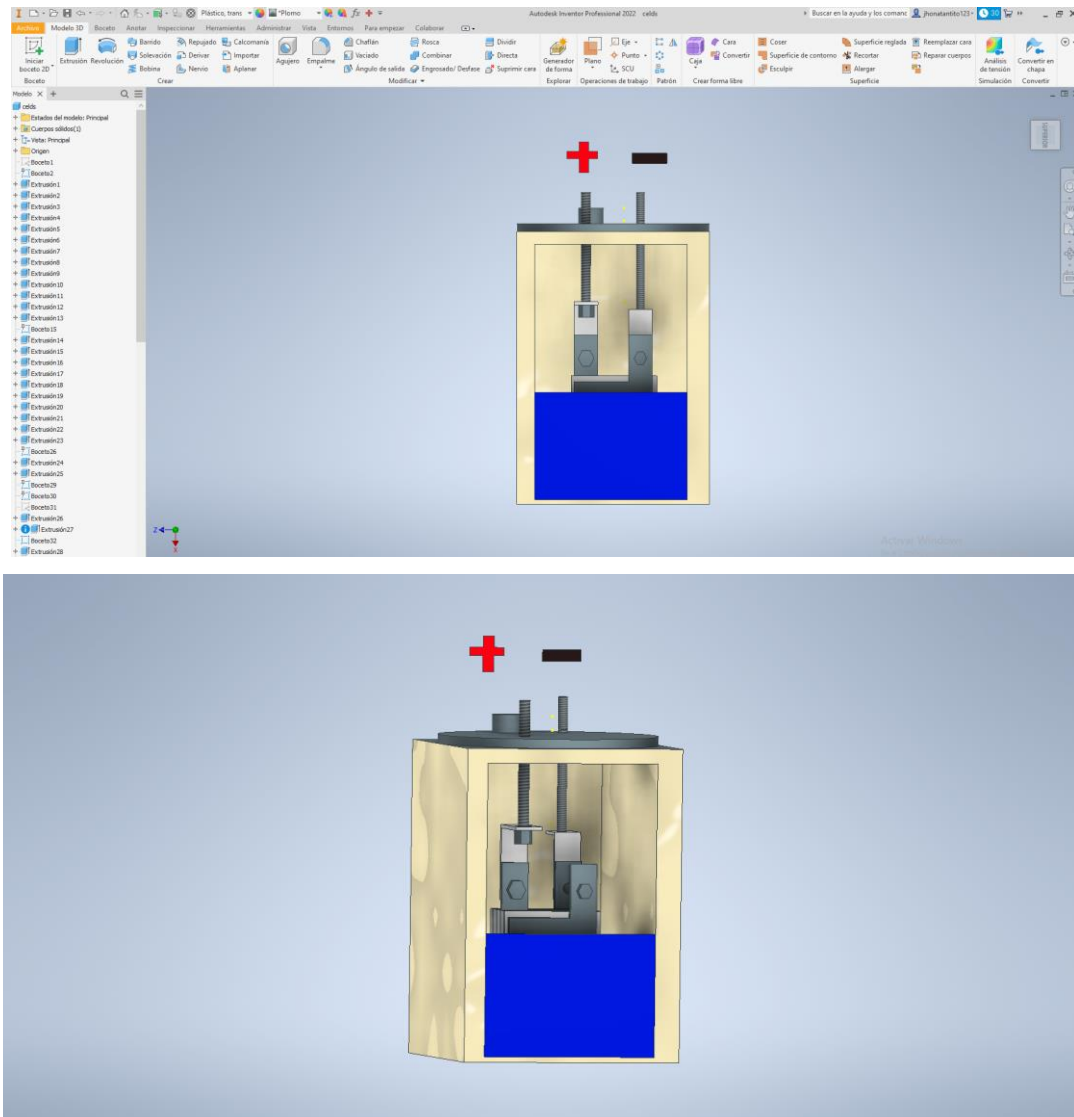 Plástico, trans
*Plomo
Autodesk Inventor Professional 2022 celds
Buscar en la ayuda y los comanc
jhonatantito123
30
Archivo Modelo 3D Boceto Anotar Inspeccionar Herramientas Administrar Vista Entornos Para empezar Colaborar
Iniciar boceto 2D
Extrusión Revolución
Barrido Repujado Calcomanía
Solevación Derivar Importar
Bobina Nervio Aplanar
Agujero Empalme
Chaflán Rosca Dividir
Vaciado Combinar Directa
Ángulo de salida Engrosado/ Desfase Suprimir cara
Generador de forma
Plano
Eje
Punto
SCU
Caja
Cara
Convertir
Coser Superficie reglada Reemplazar cara
Superficie de contorno Recortar Reparar cuerpos
Esculpir Alargar
Análisis de tensión
Convertir en chapa
Boceto Crear Modificar Explorar Operaciones de trabajo Patrón Crear forma libre Superficie Simulación Convertir
Modelo
celds
Estados del modelo: Principal
Cuerpos sólidos(1)
Vista: Principal
Origen
Boceto1
Boceto2
Extrusión1
Extrusión2
Extrusión3
Extrusión4
Extrusión5
Extrusión6
Extrusión7
Extrusión8
Extrusión9
Extrusión10
Extrusión11
Extrusión12
Extrusión13
Boceto15
Extrusión14
Extrusión15
Extrusión16
Extrusión17
Extrusión18
Extrusión19
Extrusión20
Extrusión21
Extrusión22
Extrusión23
Boceto26
Extrusión24
Extrusión25
Boceto29
Boceto30
Boceto31
Extrusión26
Extrusión27
Boceto32
Extrusión28
SUPERIOR
Z
X
Activar Windows